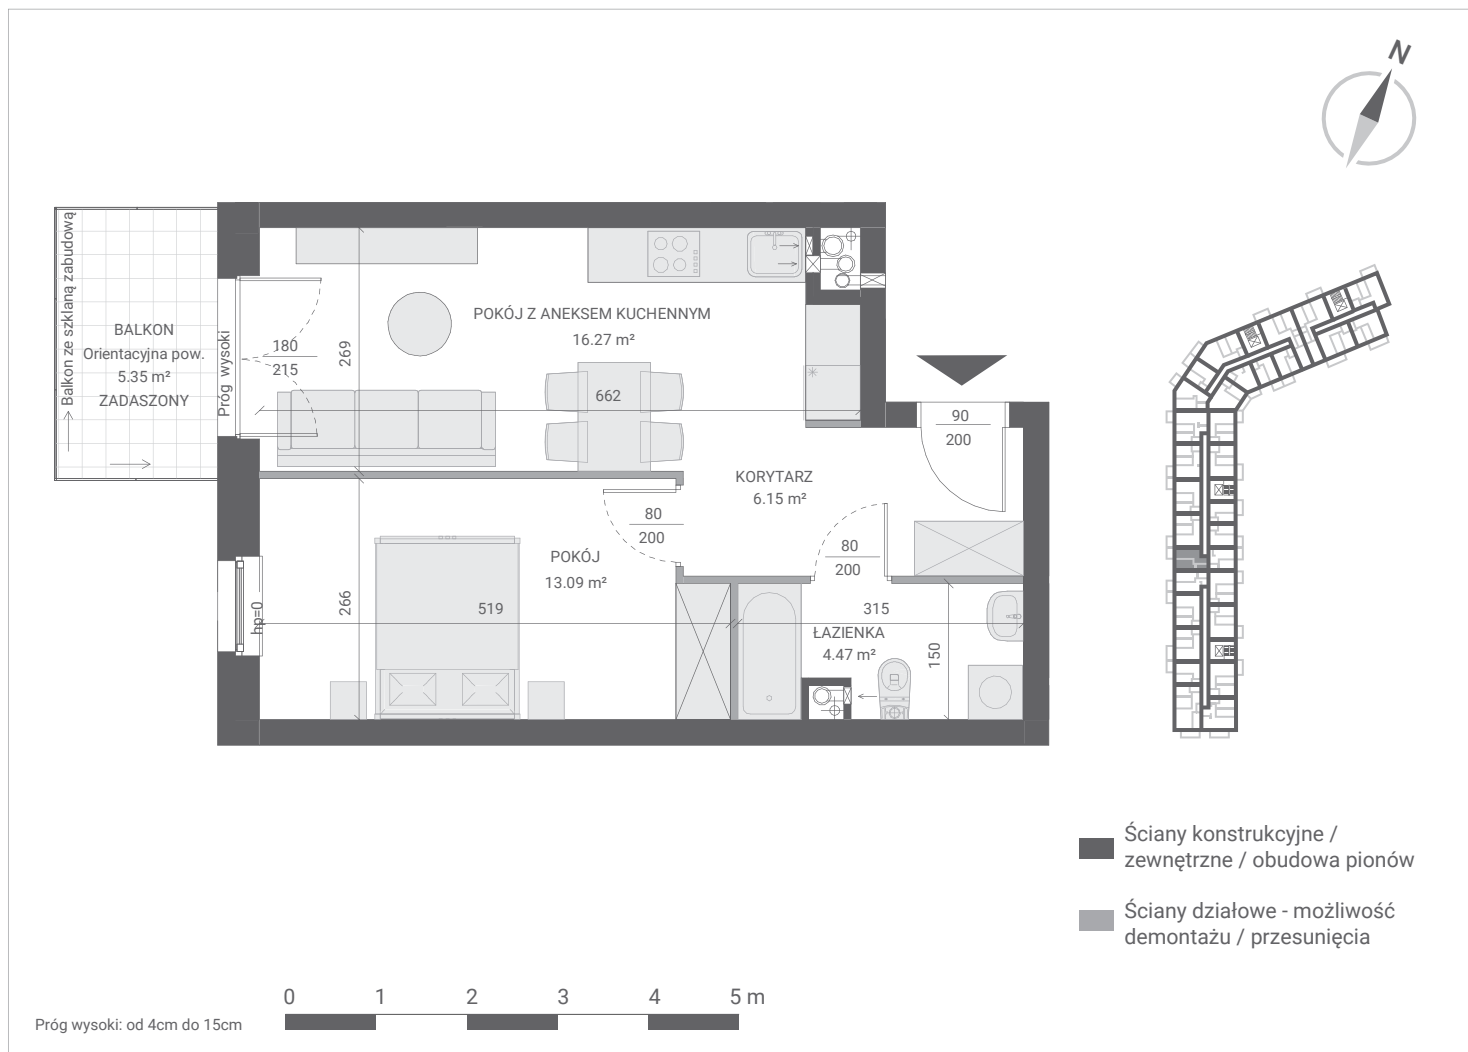 N
Balkon ze szklaną zabudową
BALKON
Orientacyjna pow.
5.35 m²
ZADASZONY
Próg wysoki
180
215
269
POKÓJ Z ANEKSEM KUCHENNYM
16.27 m²
662
90
200
KORYTARZ
6.15 m²
80
200
80
200
POKÓJ
13.09 m²
hp=0
266
519
315
ŁAZIENKA
4.47 m²
150
Ściany konstrukcyjne /
zewnętrzne / obudowa pionów
Ściany działowe - możliwość
demontażu / przesunięcia
0 1 2 3 4 5 m
Próg wysoki: od 4cm do 15cm